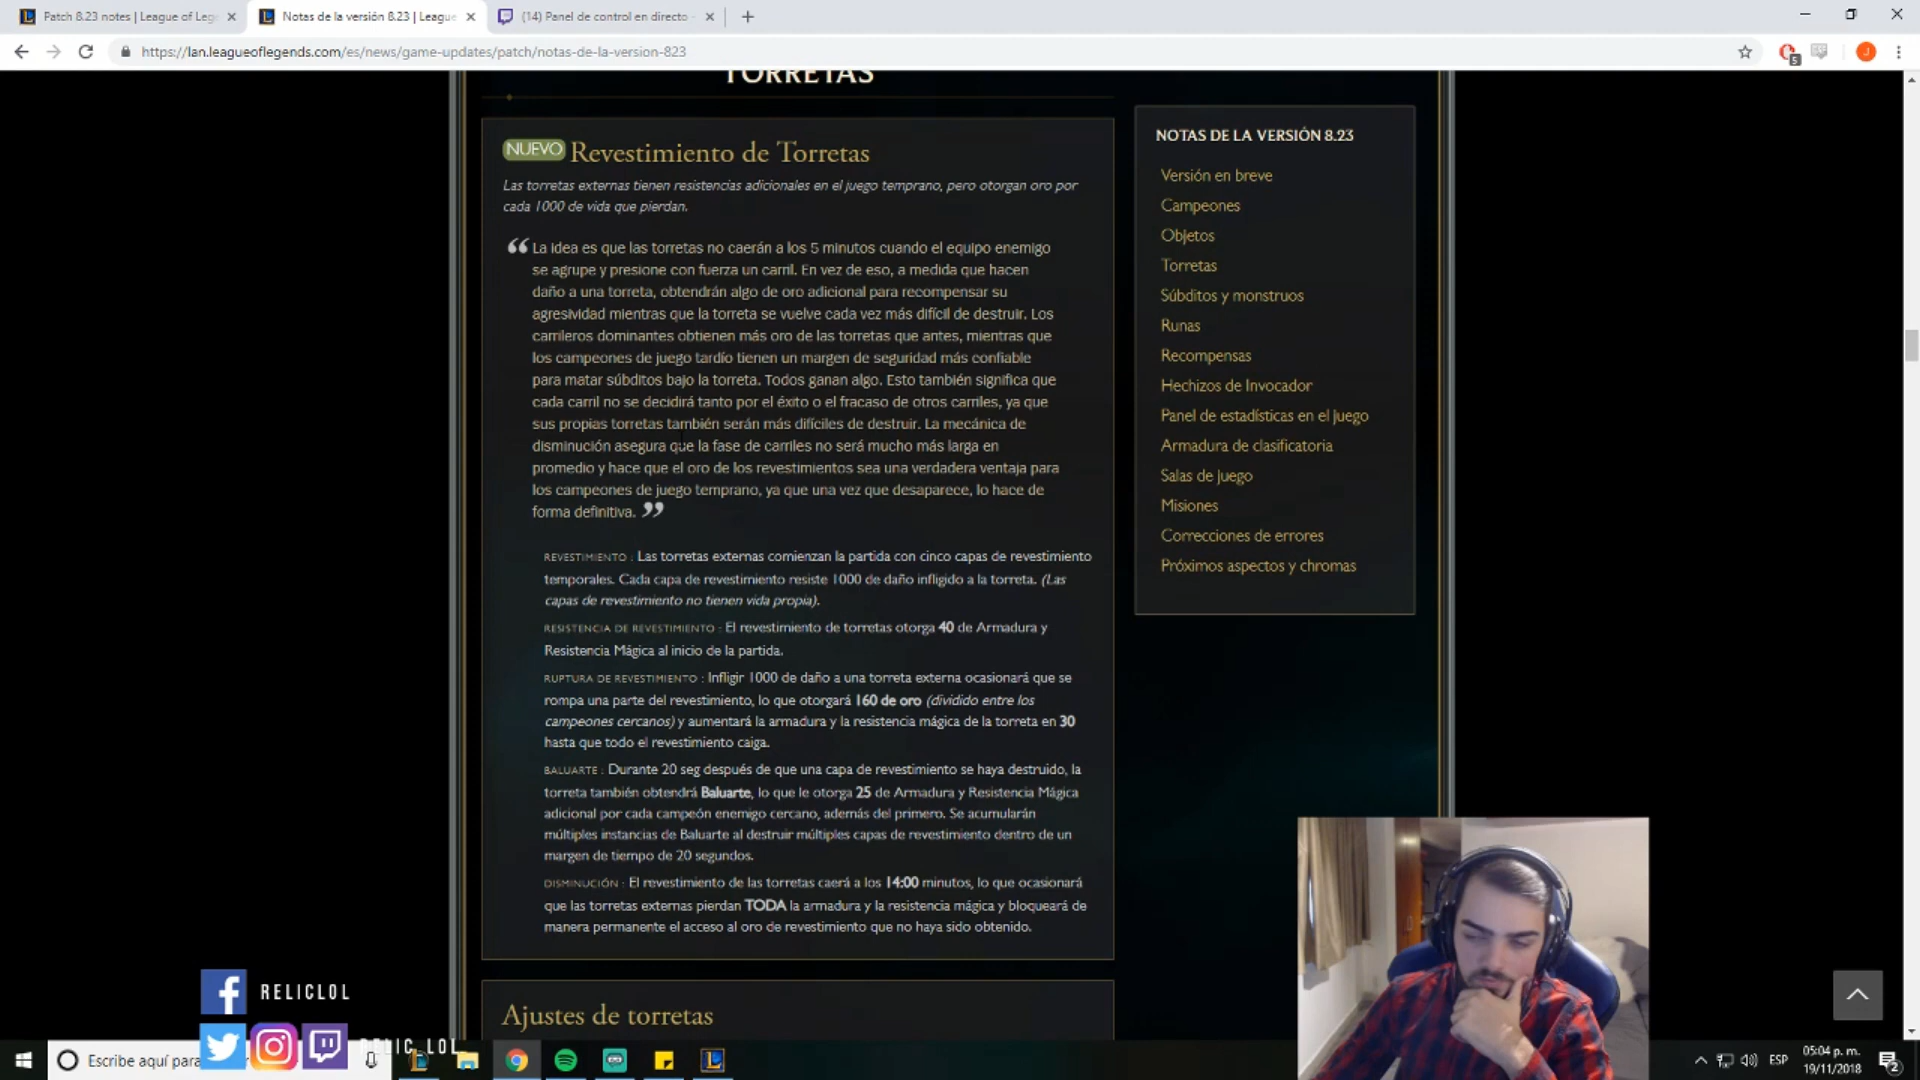 Patch 8.23 notes | League of Leg
Notas de la versión 8.23 | League
(14) Panel de control en directo
https://lan.leagueoflegends.com/es/news/game-updates/patch/notas-de-la-version-823
5
J
TORRETAS
NUEVO Revestimiento de Torretas
Las torretas externas tienen resistencias adicionales en el juego temprano, pero otorgan oro por
cada 1000 de vida que pierdan.
“ La idea es que las torretas no caerán a los 5 minutos cuando el equipo enemigo
se agrupe y presione con fuerza un carril. En vez de eso, a medida que hacen
daño a una torreta, obtendrán algo de oro adicional para recompensar su
agresividad mientras que la torreta se vuelve cada vez más difícil de destruir. Los
carrileros dominantes obtienen más oro de las torretas que antes, mientras que
los campeones de juego tardío tienen un margen de seguridad más confiable
para matar súbditos bajo la torreta. Todos ganan algo. Esto también significa que
cada carril no se decidirá tanto por el éxito o el fracaso de otros carriles, ya que
sus propias torretas también serán más difíciles de destruir. La mecánica de
disminución asegura que la fase de carriles no será mucho más larga en
promedio y hace que el oro de los revestimientos sea una verdadera ventaja para
los campeones de juego temprano, ya que una vez que desaparece, lo hace de
forma definitiva. ”
REVESTIMIENTO : Las torretas externas comienzan la partida con cinco capas de revestimiento
temporales. Cada capa de revestimiento resiste 1000 de daño infligido a la torreta. (Las
capas de revestimiento no tienen vida propia).
RESISTENCIA DE REVESTIMIENTO : El revestimiento de torretas otorga 40 de Armadura y
Resistencia Mágica al inicio de la partida.
RUPTURA DE REVESTIMIENTO : Infligir 1000 de daño a una torreta externa ocasionará que se
rompa una parte del revestimiento, lo que otorgará 160 de oro (dividido entre los
campeones cercanos) y aumentará la armadura y la resistencia mágica de la torreta en 30
hasta que todo el revestimiento caiga.
BALUARTE : Durante 20 seg después de que una capa de revestimiento se haya destruido, la
torreta también obtendrá Baluarte, lo que le otorga 25 de Armadura y Resistencia Mágica
adicional por cada campeón enemigo cercano, además del primero. Se acumularán
múltiples instancias de Baluarte al destruir múltiples capas de revestimiento dentro de un
margen de tiempo de 20 segundos.
DISMINUCIÓN : El revestimiento de las torretas caerá a los 14:00 minutos, lo que ocasionará
que las torretas externas pierdan TODA la armadura y la resistencia mágica y bloqueará de
manera permanente el acceso al oro de revestimiento que no haya sido obtenido.
Ajustes de torretas
NOTAS DE LA VERSIÓN 8.23
Versión en breve
Campeones
Objetos
Torretas
Súbditos y monstruos
Runas
Recompensas
Hechizos de Invocador
Panel de estadísticas en el juego
Armadura de clasificatoria
Salas de juego
Misiones
Correcciones de errores
Próximos aspectos y chromas
RELICLOL
RELIC_LOL
Escribe aquí para
ESP
05:04 p. m.
19/11/2018
2